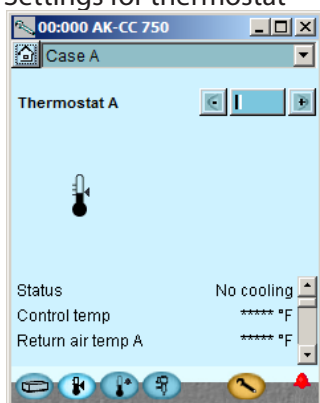 Settings for thermostat
00:000 AK-CC 750
Case A
Thermostat A
Status No cooling
Control temp ***** °F
Return air temp A ***** °F